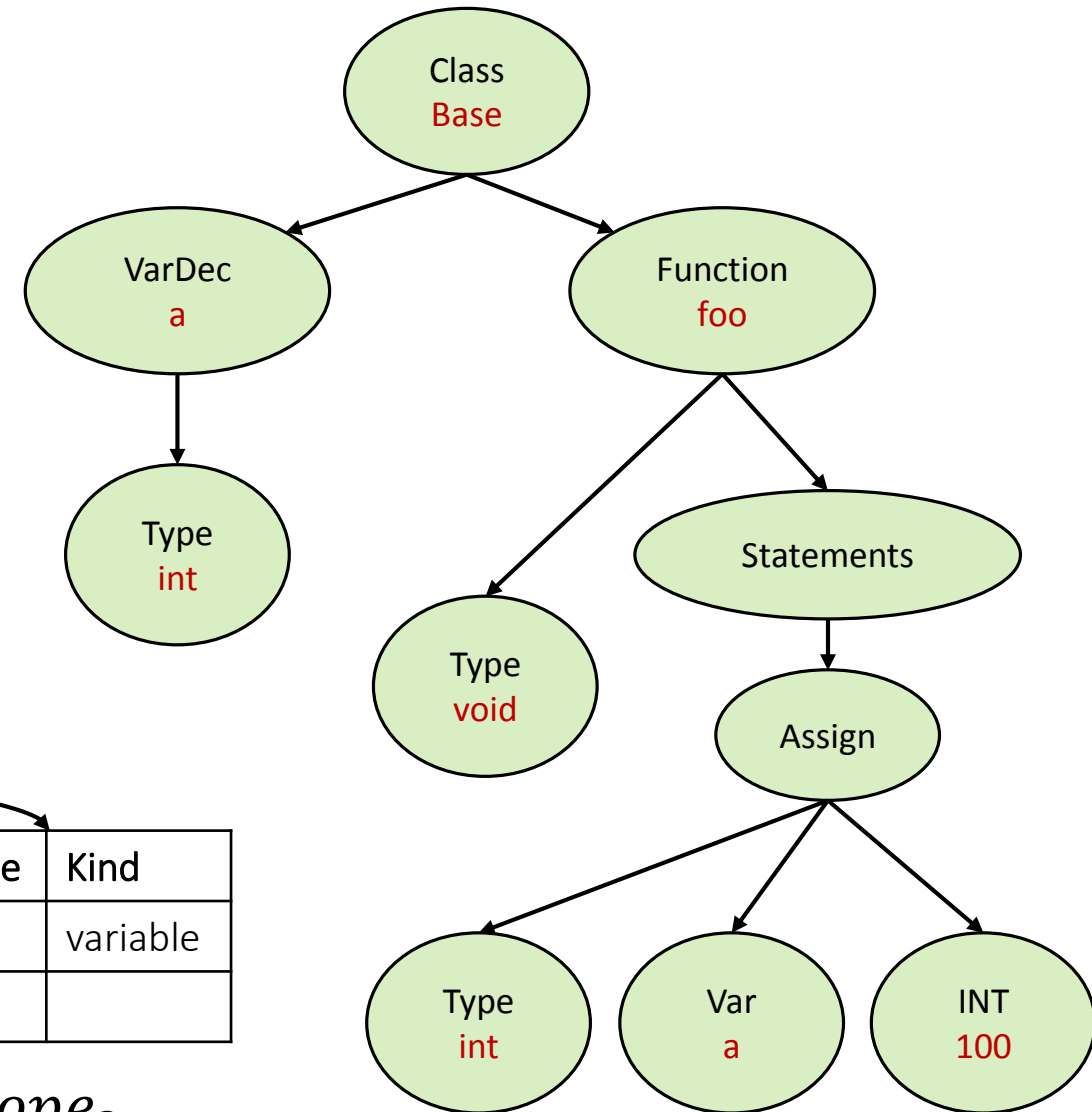 Class
Base
VarDec
a
Function
foo
Type
int
Statements
Type
void
Assign
Kind
variable
Type
int
Var
a
INT
100